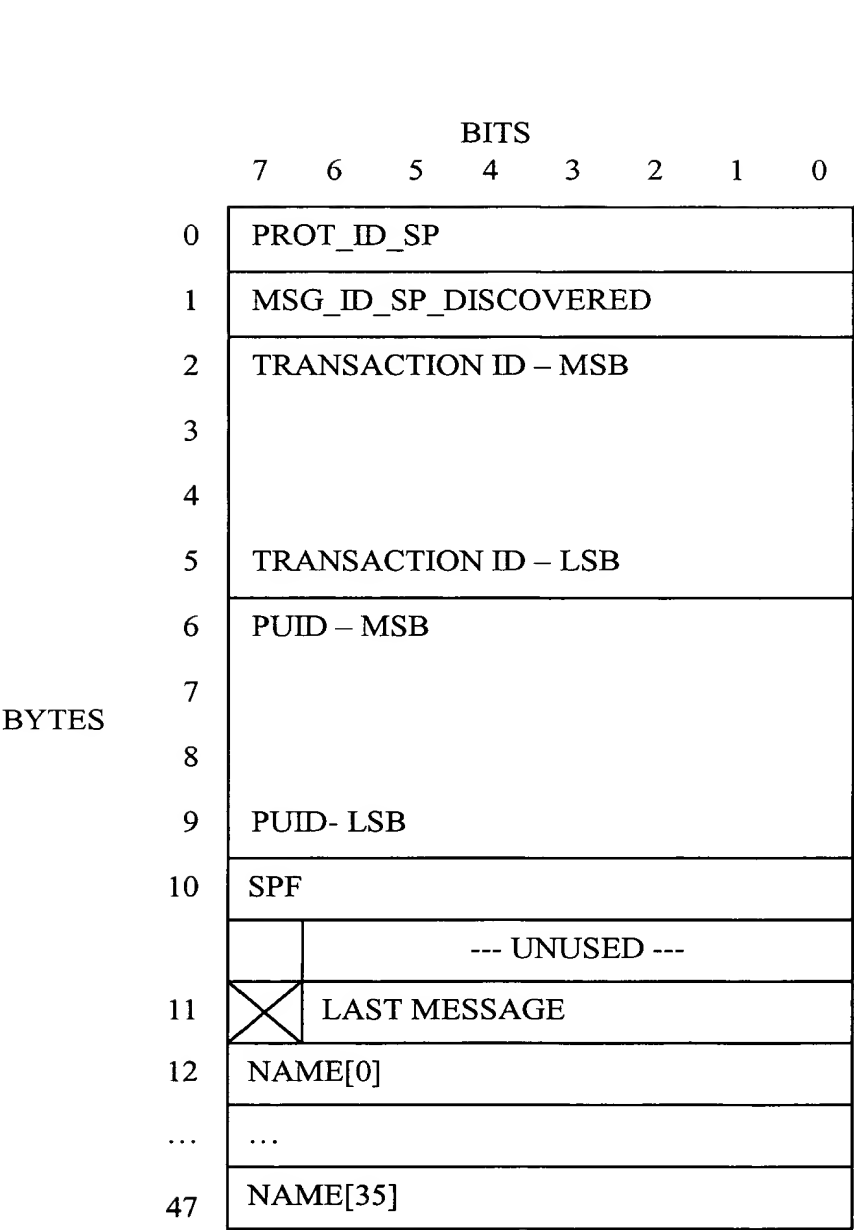 BITS
7 6 5 4 3 2 1 0
0 PROT_ID_SP
1 MSG_ID_SP_DISCOVERED
2 TRANSACTION ID – MSB
3
4
5 TRANSACTION ID – LSB
6 PUID – MSB
7
BYTES
8
9 PUID- LSB
10 SPF
--- UNUSED ---
11 LAST MESSAGE
12 NAME[0]
... ...
47 NAME[35]